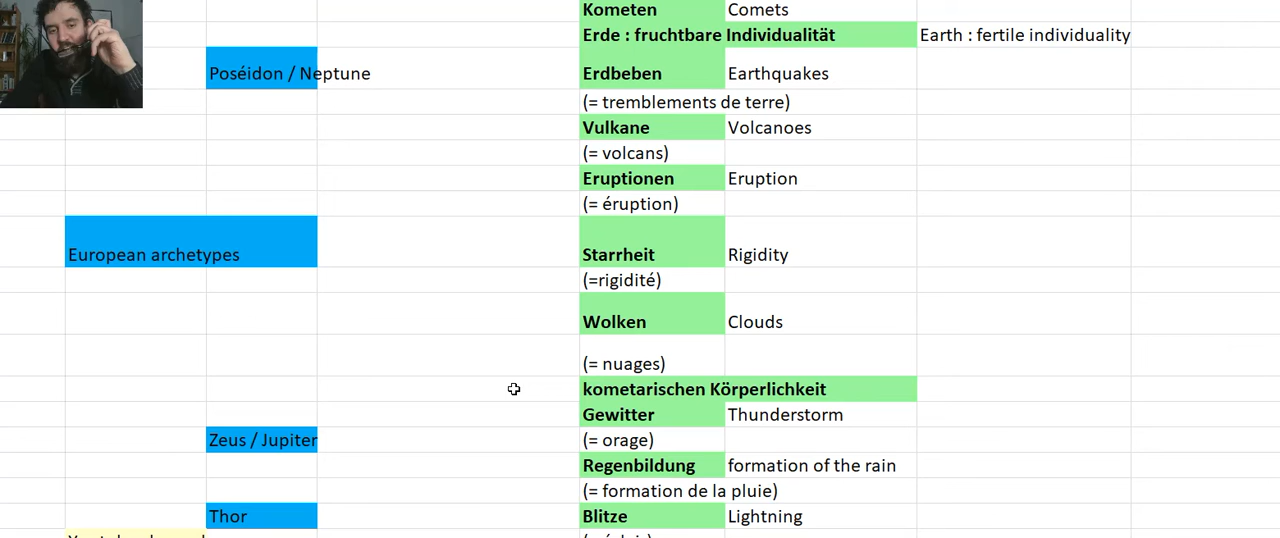 Kometen Comets
Erde : fruchtbare Individualität Earth : fertile individuality
Poséidon / Neptune Erdbeben Earthquakes
(= tremblements de terre)
Vulkane Volcanoes
(= volcans)
Eruptionen Eruption
(= éruption)
European archetypes Starrheit Rigidity
(=rigidité)
Wolken Clouds
(= nuages)
kometarischen Körperlichkeit
Gewitter Thunderstorm
Zeus / Jupiter (= orage)
Regenbildung formation of the rain
(= formation de la pluie)
Thor Blitze Lightning